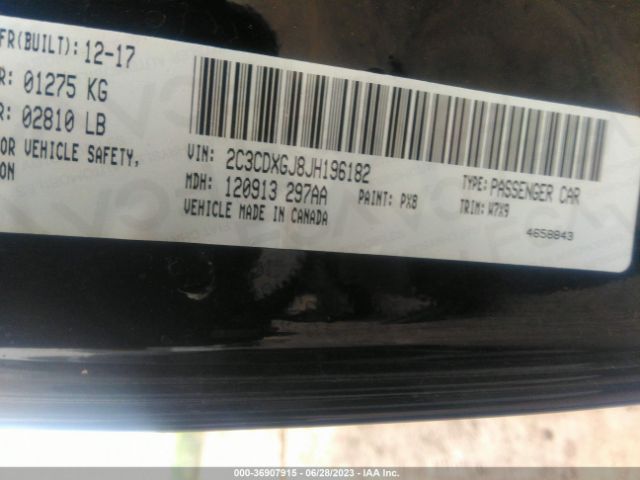 FR(BUILT): 12-17
R: 01275 KG
R: 02810 LB
OR VEHICLE SAFETY,
ON
VIN: 2C3CDXGJ8JH196182
MDH: 120913 297AA
VEHICLE MADE IN CANADA
PAINT: PX8
TYPE: PASSENGER CAR
TRIM: W7X9
4658843
000-36907915 - 06/28/2023 - IAA Inc.